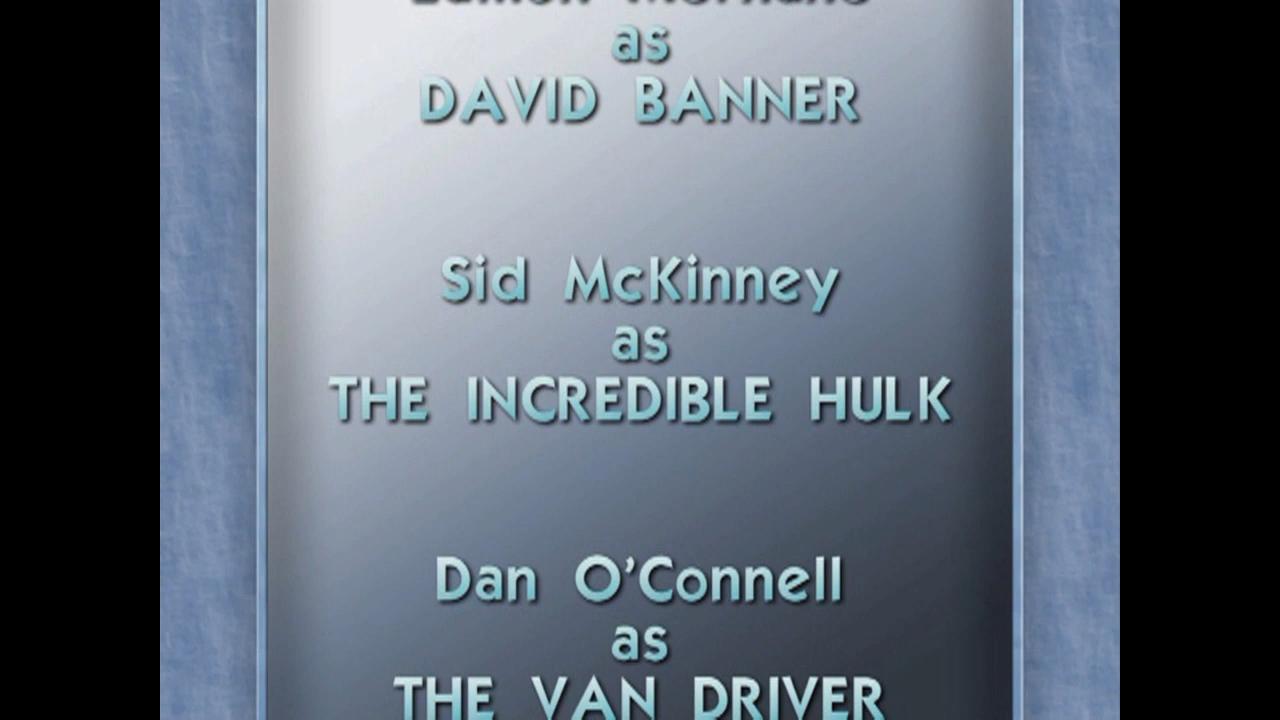 as
DAVID BANNER
Sid McKinney
as
THE INCREDIBLE HULK
Dan O'Connell
as
THE VAN DRIVER